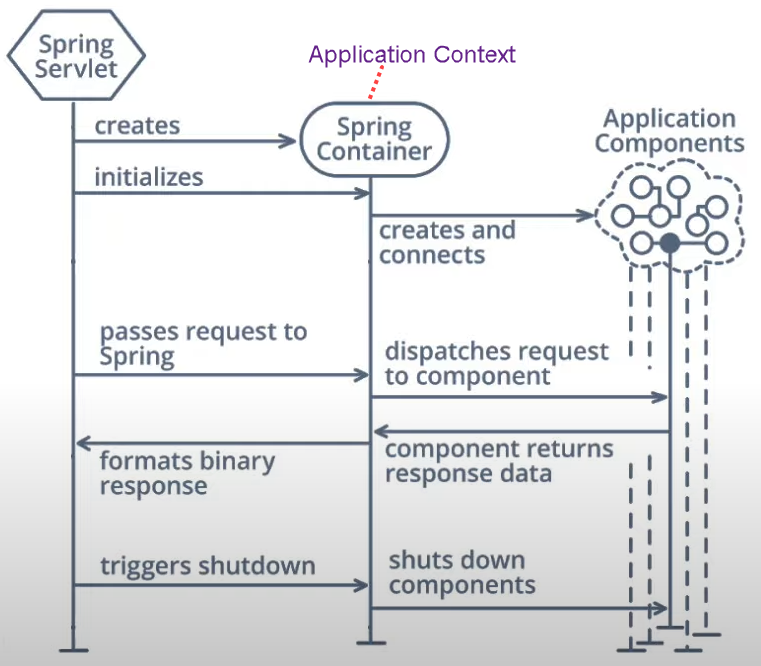 Spring
Servlet
Application Context
Spring
Container
Application
Components
creates
initializes
creates and
connects
passes request to
Spring
dispatches request
to component
formats binary
response
component returns
response data
triggers shutdown
shuts down
components